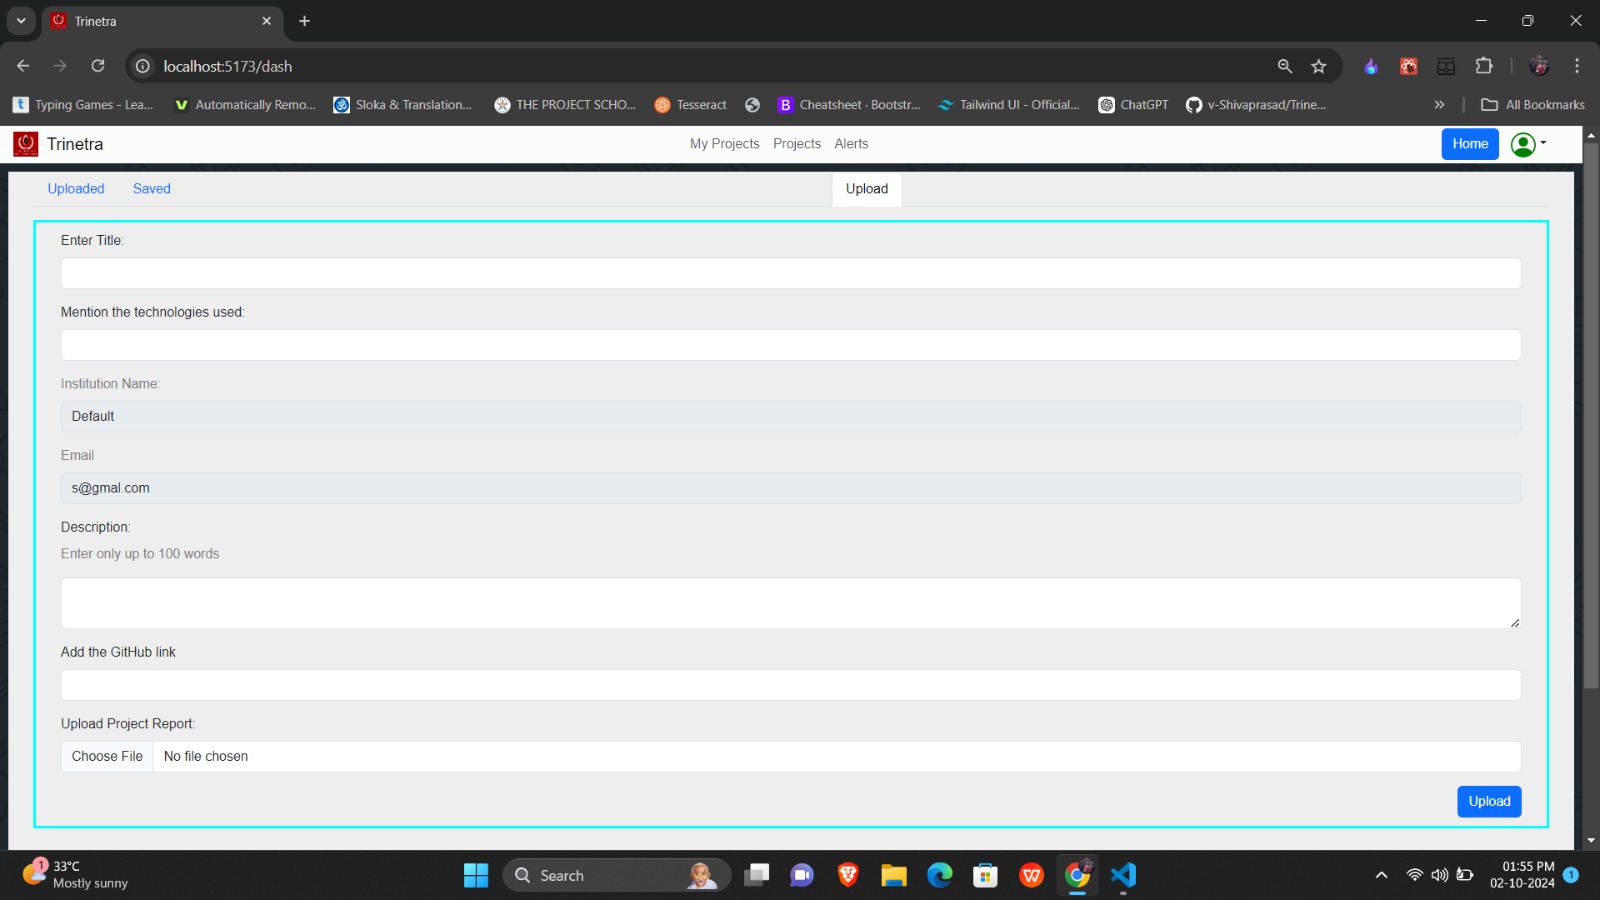 Trinetra
localhost:5173/dash
Typing Games - Lea... Automatically Remo... Sloka & Translation... THE PROJECT SCHO... Tesseract Cheatsheet · Bootstr... Tailwind UI - Official... ChatGPT v-Shivaprasad/Trine... » All Bookmarks
Trinetra My Projects Projects Alerts Home
Uploaded Saved Upload
Enter Title:
Mention the technologies used:
Institution Name:
Default
Email
s@gmal.com
Description:
Enter only up to 100 words
Add the GitHub link
Upload Project Report:
Choose File No file chosen
Upload
1 33°C
Mostly sunny
Search
01:55 PM
02-10-2024 1